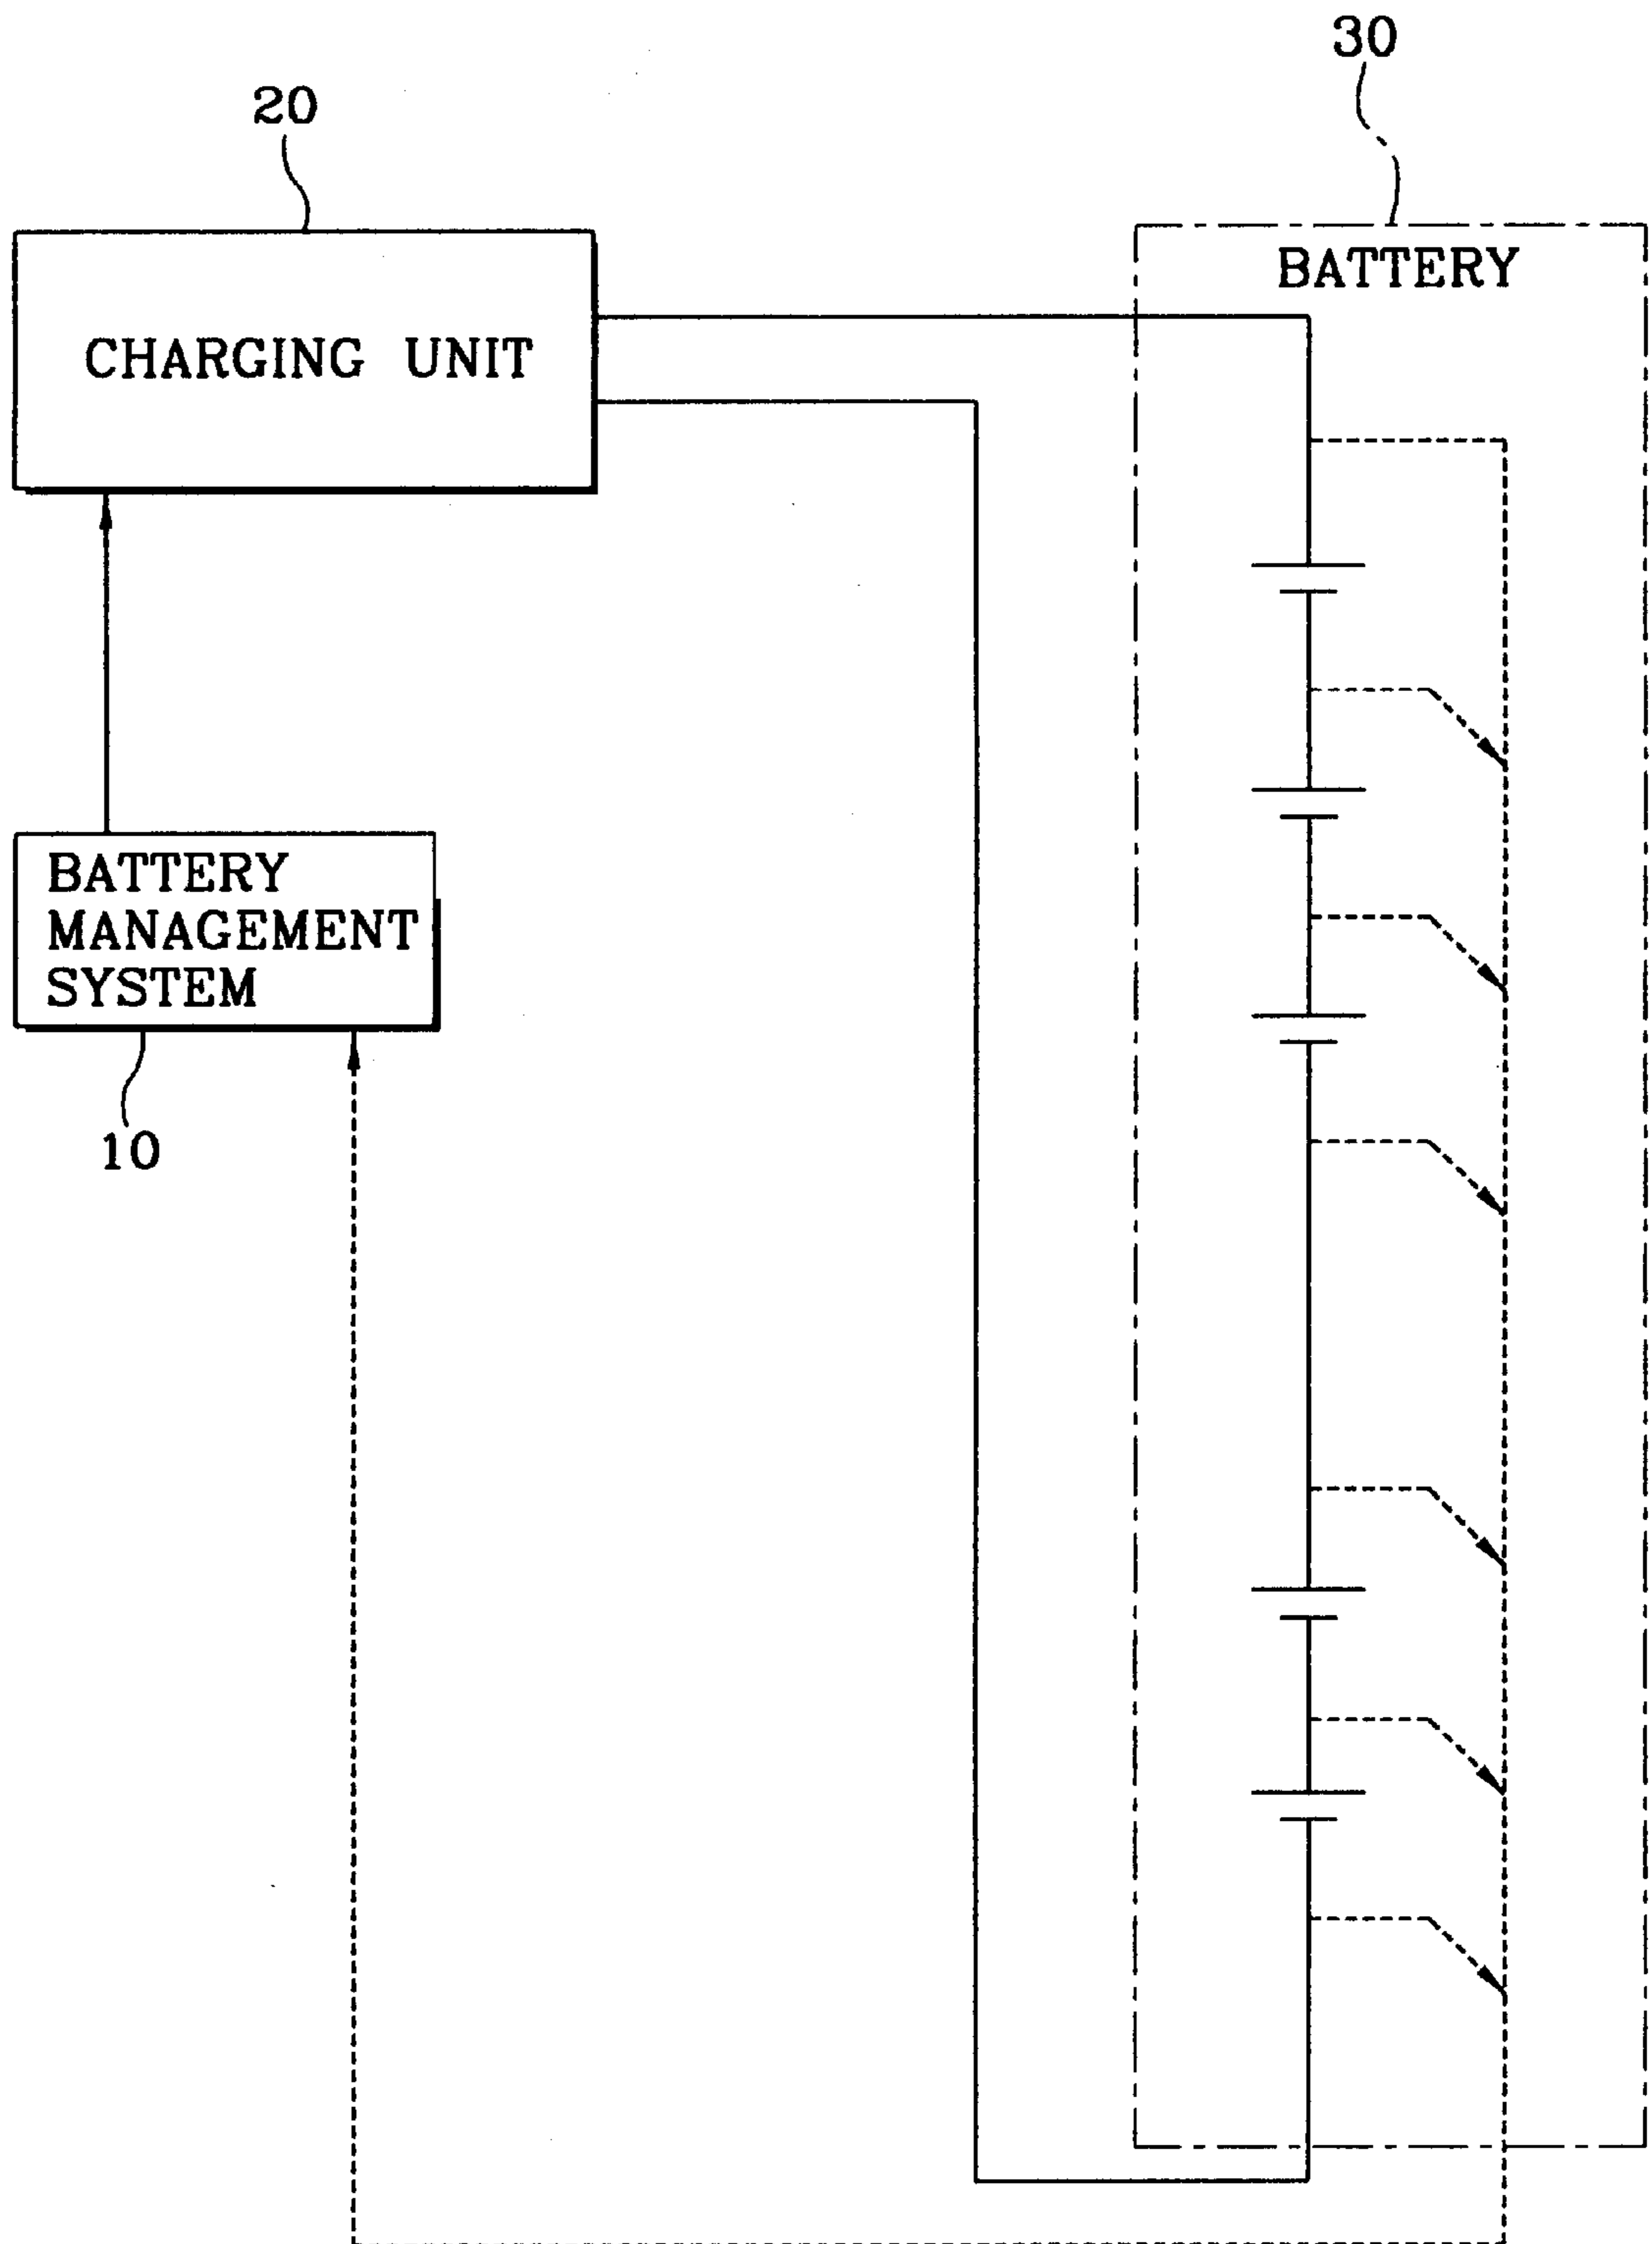 30
20
BATTERY
CHARGING UNIT
BATTERY
MANAGEMENT
SYSTEM
10